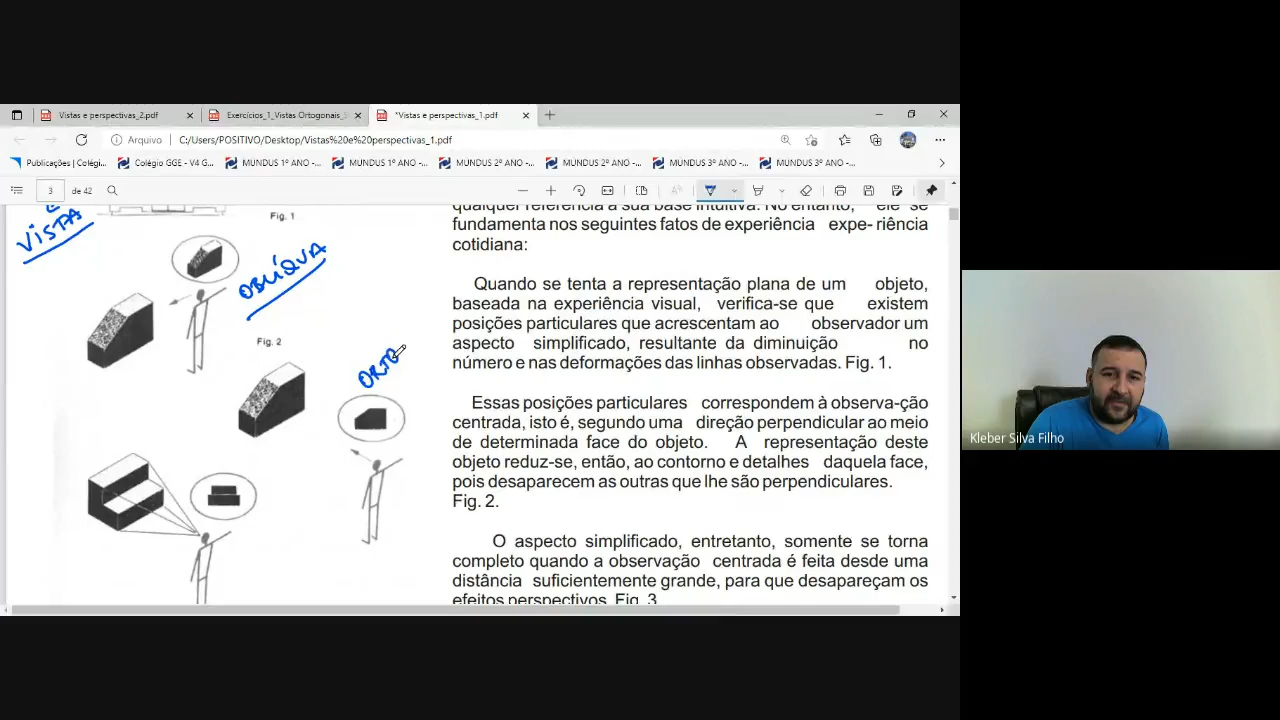 Vistas e perspectivas_2.pdf
Exercícios_1_Vistas Ortogonais_
*Vistas e perspectivas_1.pdf
Arquivo
C:/Users/POSITIVO/Desktop/Vistas%20e%20perspectivas_1.pdf
Publicações | Colégi...
Colégio GGE - V4 G...
MUNDUS 1º ANO -...
MUNDUS 1º ANO -...
MUNDUS 2º ANO -...
MUNDUS 2º ANO -...
MUNDUS 3º ANO -...
MUNDUS 3º ANO -...
3
de 42
VISTA
Fig. 1
OBLÍQUA
Fig. 2
ORTO
qualquer referência a sua base intuitiva. No entanto, ele se
fundamenta nos seguintes fatos de experiência expe- riência
cotidiana:
Quando se tenta a representação plana de um objeto,
baseada na experiência visual, verifica-se que existem
posições particulares que acrescentam ao observador um
aspecto simplificado, resultante da diminuição no
número e nas deformações das linhas observadas. Fig. 1.
Essas posições particulares correspondem à observa-ção
centrada, isto é, segundo uma direção perpendicular ao meio
de determinada face do objeto. A representação deste
objeto reduz-se, então, ao contorno e detalhes daquela face,
pois desaparecem as outras que lhe são perpendiculares.
Fig. 2.
O aspecto simplificado, entretanto, somente se torna
completo quando a observação centrada é feita desde uma
distância suficientemente grande, para que desapareçam os
efeitos perspectivos. Fig. 3
Kleber Silva Filho